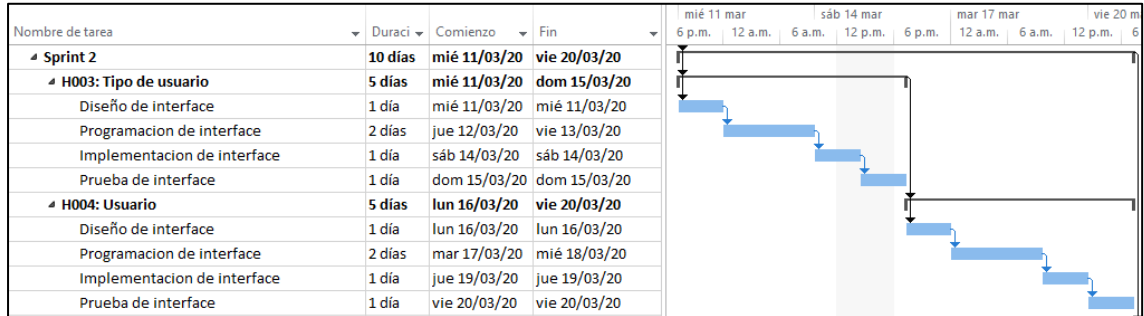 mié 11 mar sáb 14 mar mar 17 mar vie 20 m
Nombre de tarea Duraci Comienzo Fin 6 p.m. 12 a.m. 6 a.m. 12 p.m. 6 p.m. 12 a.m. 6 a.m. 12 p.m. 6
Sprint 2 10 días mié 11/03/20 vie 20/03/20
H003: Tipo de usuario 5 días mié 11/03/20 dom 15/03/20
Diseño de interface 1 día mié 11/03/20 mié 11/03/20
Programacion de interface 2 días jue 12/03/20 vie 13/03/20
Implementacion de interface 1 día sáb 14/03/20 sáb 14/03/20
Prueba de interface 1 día dom 15/03/20 dom 15/03/20
H004: Usuario 5 días lun 16/03/20 vie 20/03/20
Diseño de interface 1 día lun 16/03/20 lun 16/03/20
Programacion de interface 2 días mar 17/03/20 mié 18/03/20
Implementacion de interface 1 día jue 19/03/20 jue 19/03/20
Prueba de interface 1 día vie 20/03/20 vie 20/03/20